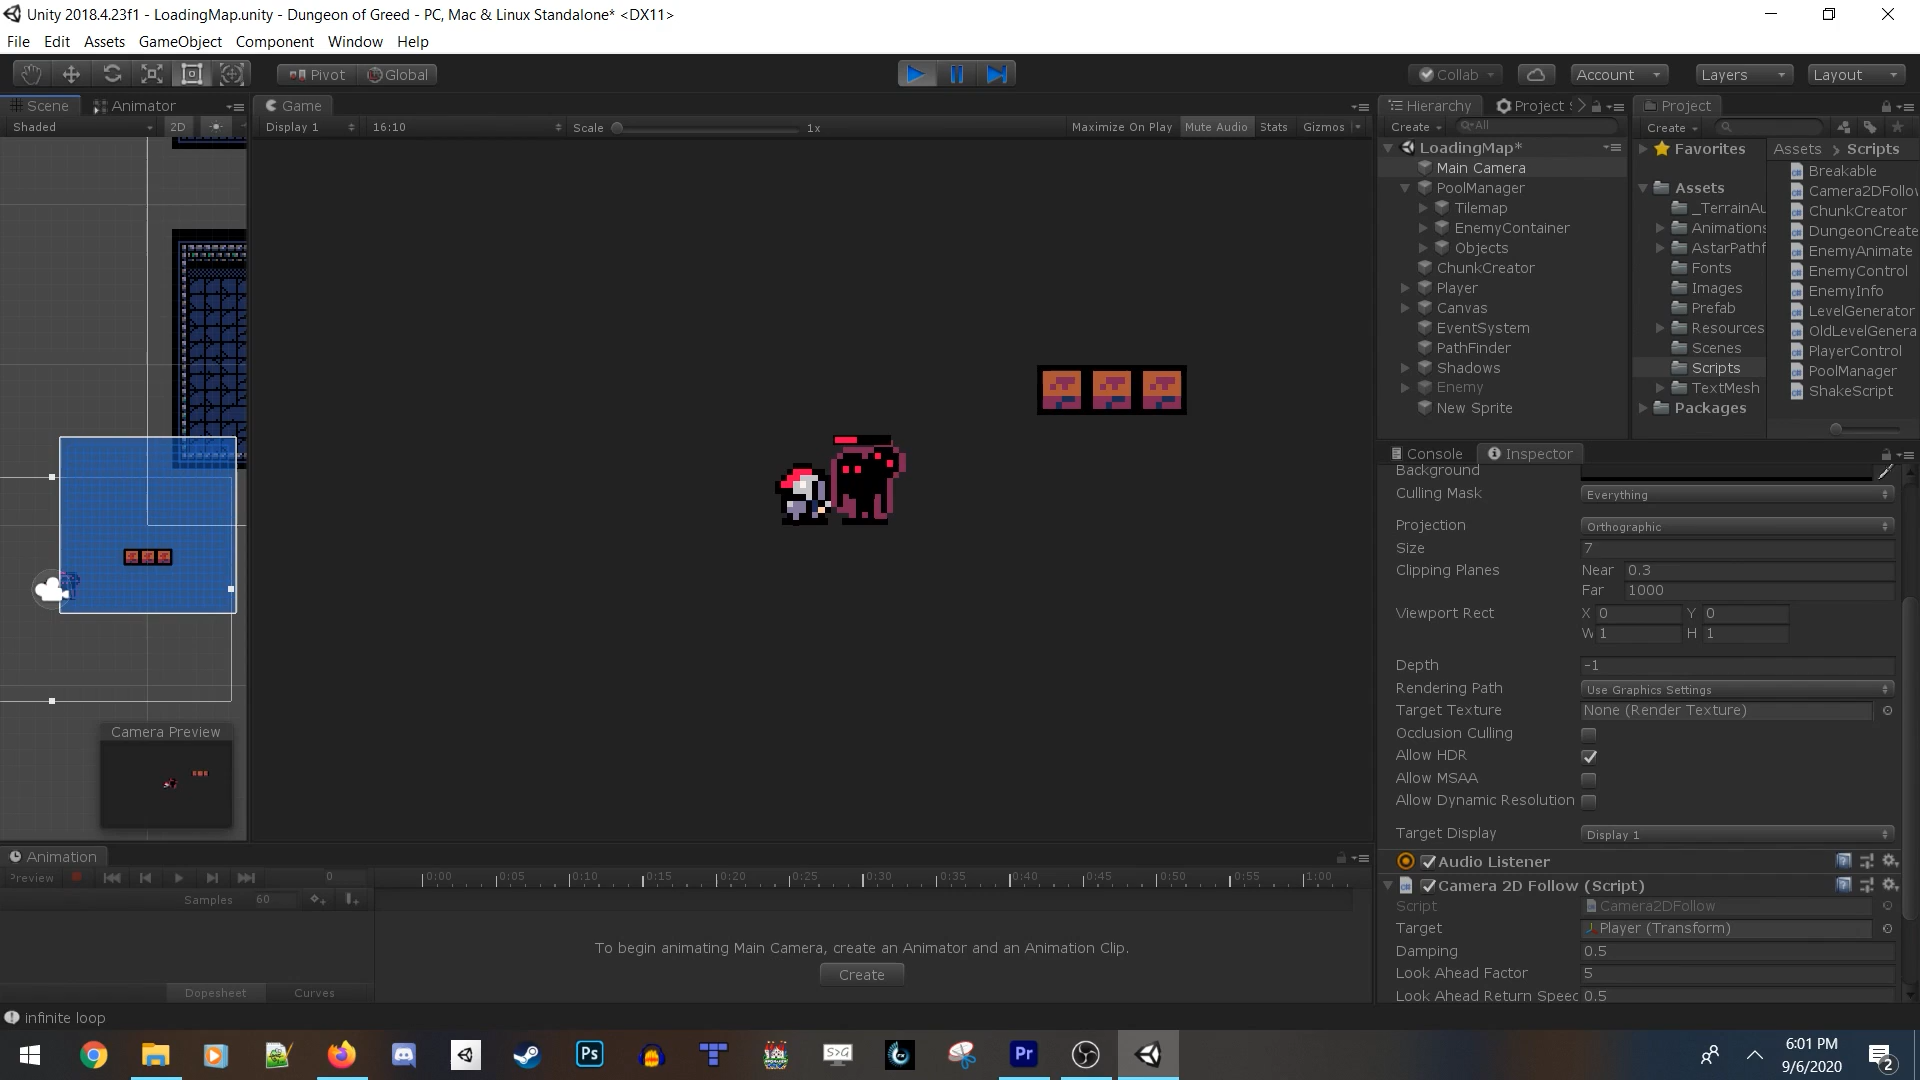 Unity 2018.4.23f1 - LoadingMap.unity - Dungeon of Greed - PC, Mac & Linux Standalone* <DX11>
File Edit Assets GameObject Component Window Help
Pivot Global Collab Account Layers Layout
Scene Animator
Shaded 2D
Game
Display 1 16:10 Scale 1x Maximize On Play Mute Audio Stats Gizmos
Camera Preview
Hierarchy Project
Create All
LoadingMap*
Main Camera
PoolManager
Tilemap
EnemyContainer
Objects
ChunkCreator
Player
Canvas
EventSystem
PathFinder
Shadows
Enemy
New Sprite
Project
Create
Favorites
Assets
_TerrainAu
Animations
AstarPathf
Fonts
Images
Prefab
Resources
Scenes
Scripts
TextMesh
Packages
Assets > Scripts
Breakable
Camera2DFollov
ChunkCreator
DungeonCreate
EnemyAnimate
EnemyControl
EnemyInfo
LevelGenerator
OldLevelGenera
PlayerControl
PoolManager
ShakeScript
Console Inspector
Background
Culling Mask Everything
Projection Orthographic
Size 7
Clipping Planes Near 0.3
Far 1000
Viewport Rect X 0 Y 0
W 1 H 1
Depth -1
Rendering Path Use Graphics Settings
Target Texture None (Render Texture)
Occlusion Culling
Allow HDR
Allow MSAA
Allow Dynamic Resolution
Target Display Display 1
Audio Listener
Camera 2D Follow (Script)
Script Camera2DFollow
Target Player (Transform)
Damping 0.5
Look Ahead Factor 5
Look Ahead Return Speec 0.5
Animation
Preview 0 0:00 0:05 0:10 0:15 0:20 0:25 0:30 0:35 0:40 0:45 0:50 0:55 1:00
Samples 60
To begin animating Main Camera, create an Animator and an Animation Clip.
Create
Dopesheet Curves
infinite loop
Ps
S>G
Pr
6:01 PM
9/6/2020
2